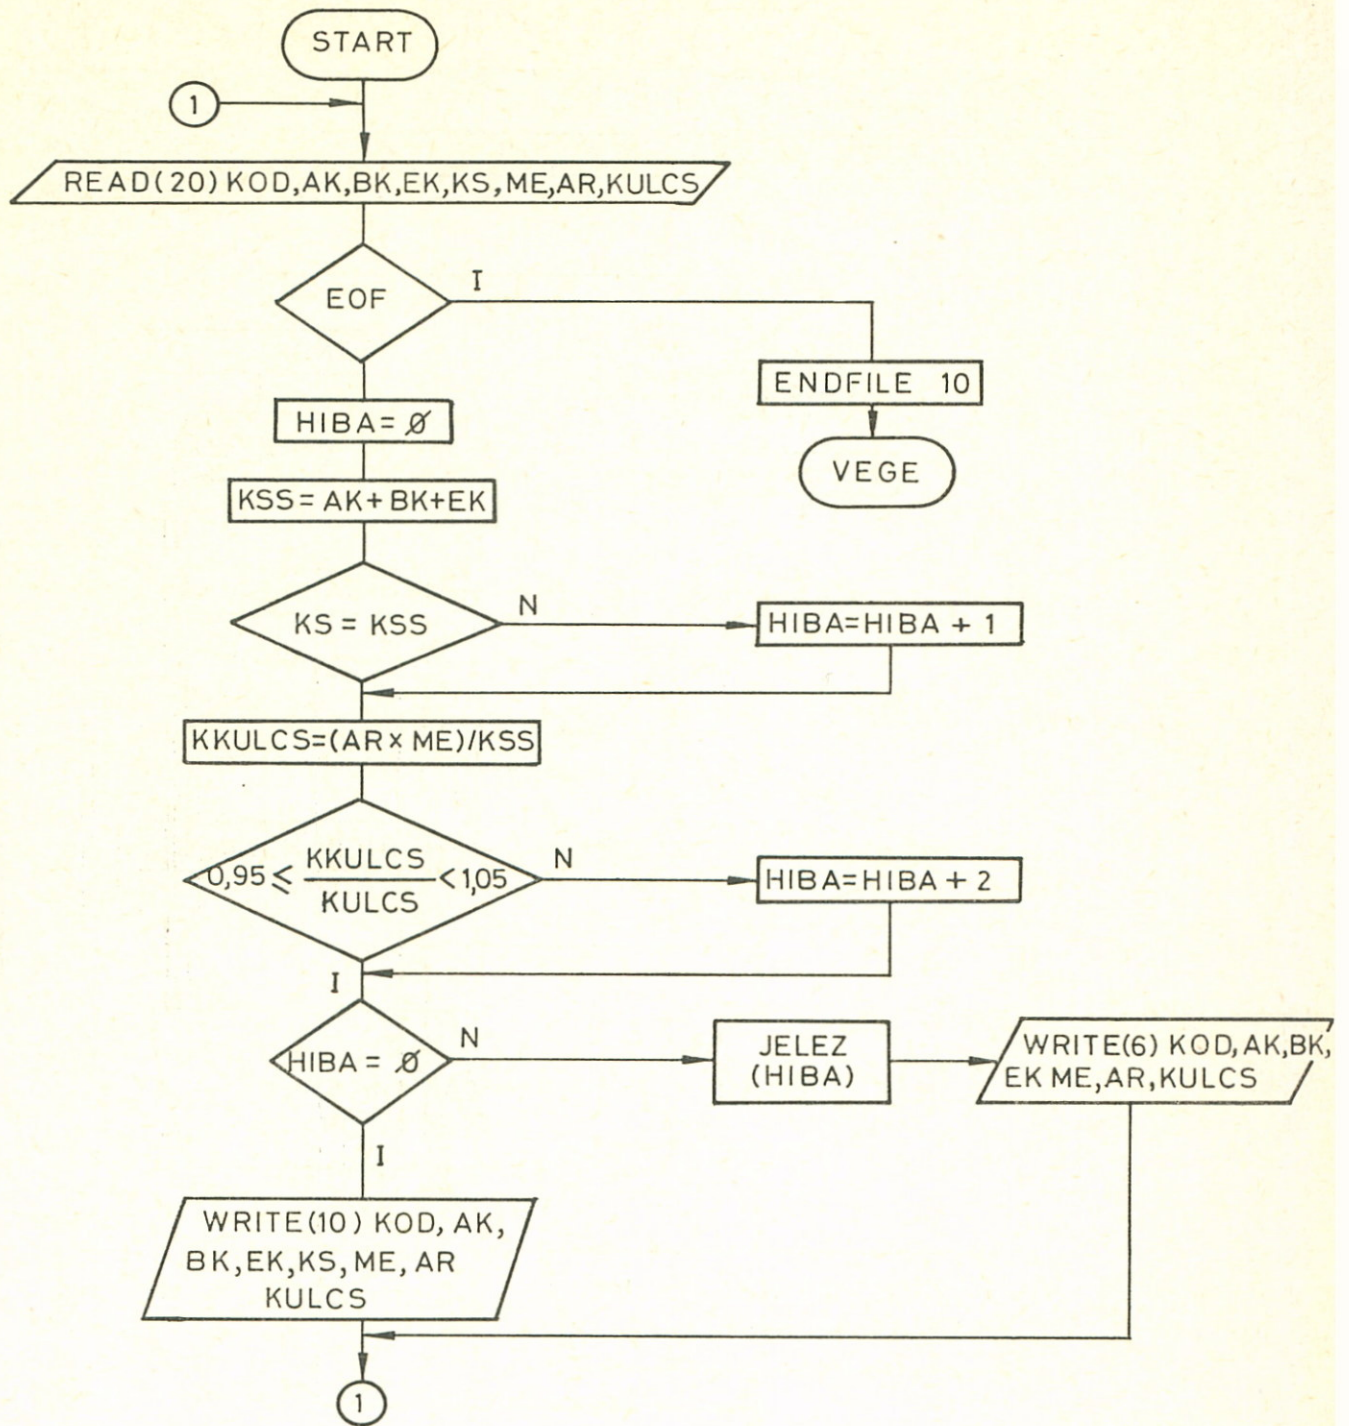 START
1
READ(20) KOD,AK,BK,EK,KS,ME,AR,KULCS
EOF
I
ENDFILE 10
HIBA=Ø
VEGE
KSS=AK+BK+EK
KS = KSS
N
HIBA=HIBA + 1
KKULCS=(AR×ME)/KSS
0,95 ≤ KKULCS / KULCS < 1,05
N
HIBA=HIBA + 2
I
HIBA = Ø
N
JELEZ
(HIBA)
WRITE(6) KOD,AK,BK,
EK ME,AR,KULCS
I
WRITE(10) KOD, AK,
BK,EK,KS,ME, AR
KULCS
1